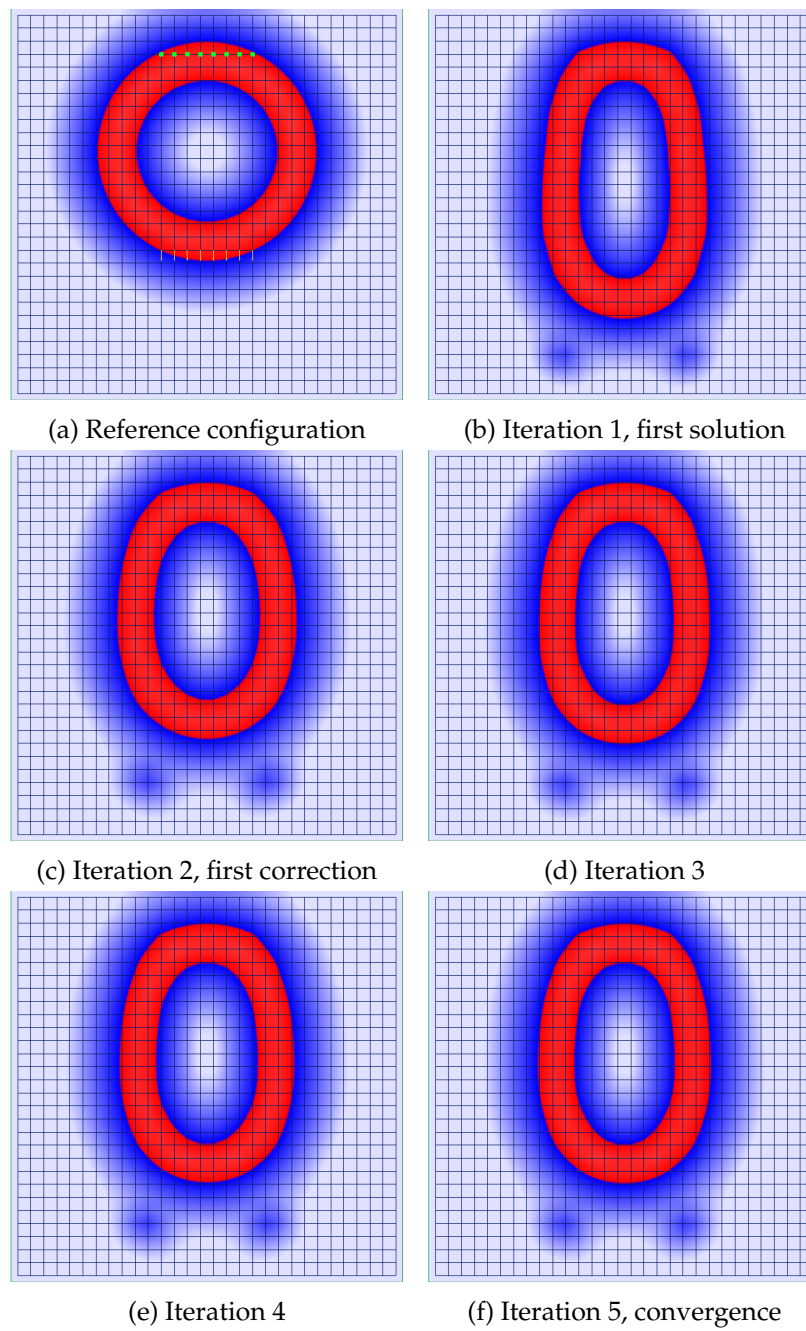 (a) Reference configuration
(b) Iteration 1, first solution
(c) Iteration 2, first correction
(d) Iteration 3
(e) Iteration 4
(f) Iteration 5, convergence